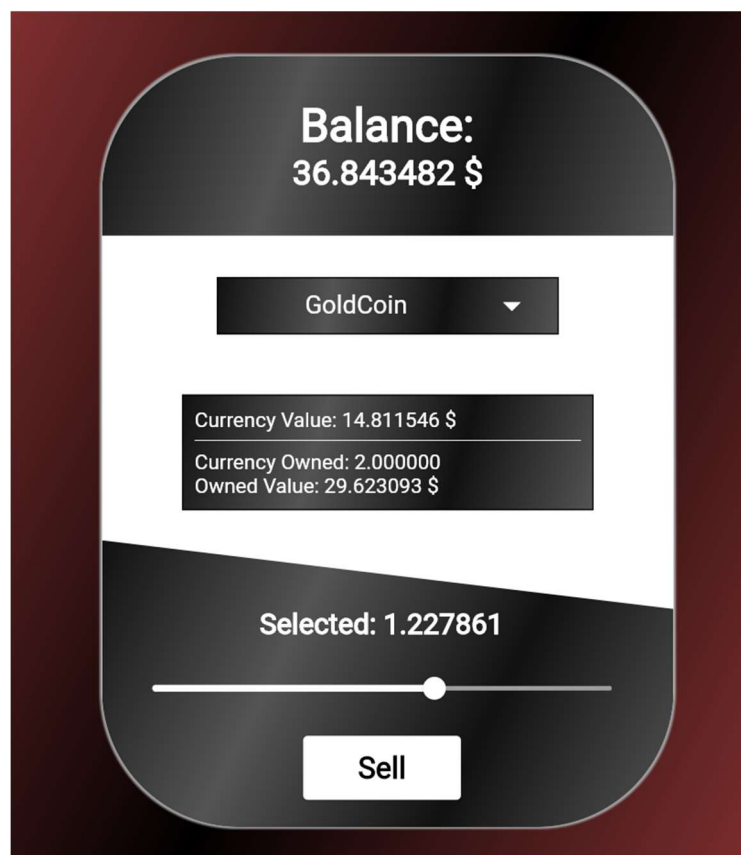 Balance:
36.843482 $
GoldCoin
Currency Value: 14.811546 $
Currency Owned: 2.000000
Owned Value: 29.623093 $
Selected: 1.227861
Sell